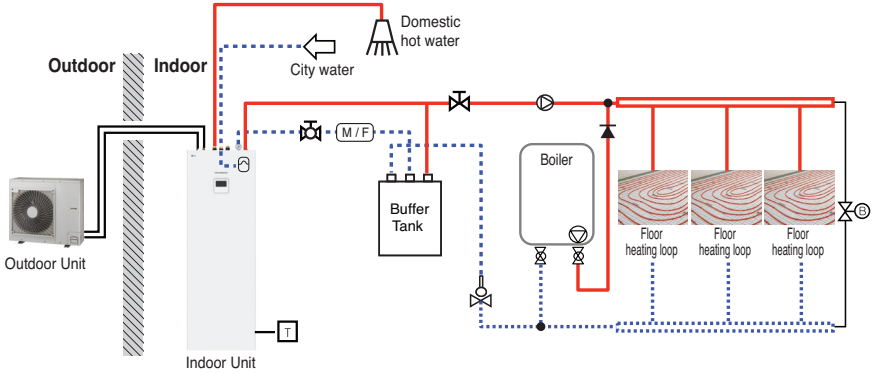 Domestic
hot water
City water
Outdoor
Indoor
M / F
Boiler
Buffer
Tank
Floor
heating loop
Floor
heating loop
Floor
heating loop
B
Outdoor Unit
T
Indoor Unit